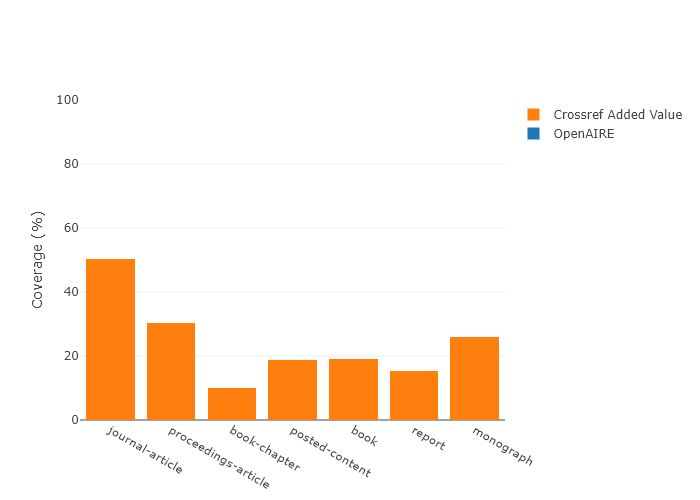 100
80
60
40
20
0
Coverage (%)
journal-article
proceedings-article
book-chapter
posted-content
book
report
monograph
Crossref Added Value
OpenAIRE